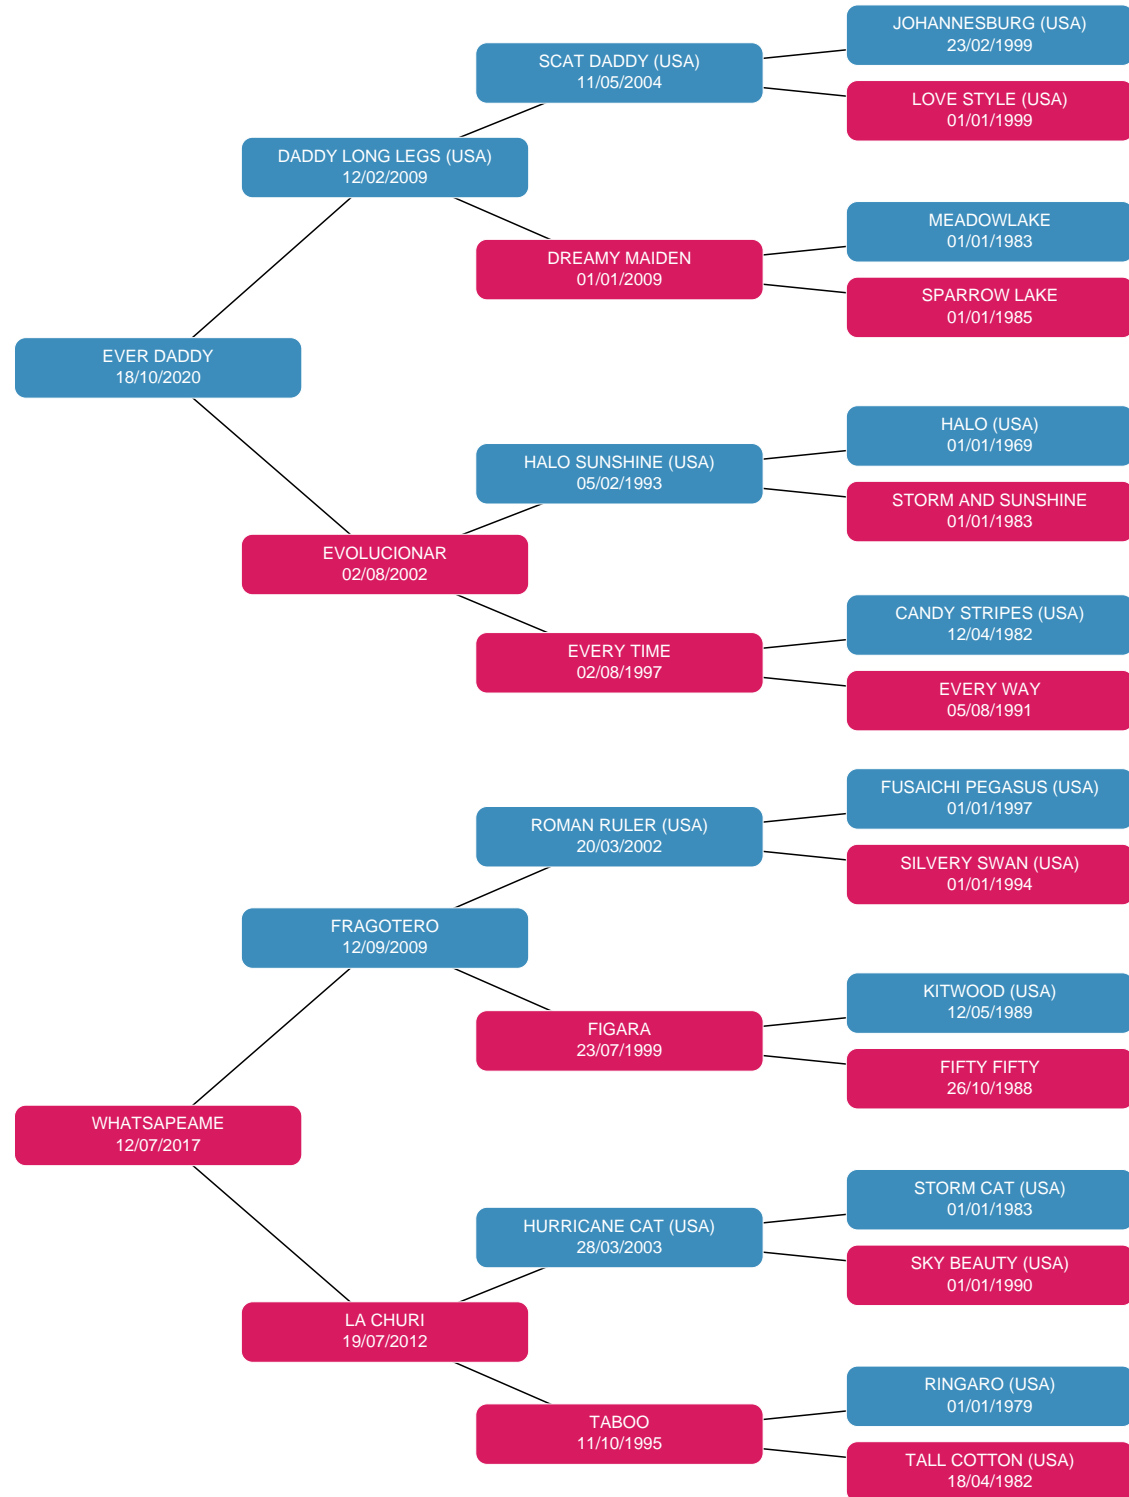 JOHANNESBURG (USA)
23/02/1999
SCAT DADDY (USA)
11/05/2004
LOVE STYLE (USA)
01/01/1999
DADDY LONG LEGS (USA)
12/02/2009
MEADOWLAKE
01/01/1983
DREAMY MAIDEN
01/01/2009
SPARROW LAKE
01/01/1985
EVER DADDY
18/10/2020
HALO (USA)
01/01/1969
HALO SUNSHINE (USA)
05/02/1993
STORM AND SUNSHINE
01/01/1983
EVOLUCIONAR
02/08/2002
CANDY STRIPES (USA)
12/04/1982
EVERY TIME
02/08/1997
EVERY WAY
05/08/1991
FUSAICHI PEGASUS (USA)
01/01/1997
ROMAN RULER (USA)
20/03/2002
SILVERY SWAN (USA)
01/01/1994
FRAGOTERO
12/09/2009
KITWOOD (USA)
12/05/1989
FIGARA
23/07/1999
FIFTY FIFTY
26/10/1988
WHATSAPEAME
12/07/2017
STORM CAT (USA)
01/01/1983
HURRICANE CAT (USA)
28/03/2003
SKY BEAUTY (USA)
01/01/1990
LA CHURI
19/07/2012
RINGARO (USA)
01/01/1979
TABOO
11/10/1995
TALL COTTON (USA)
18/04/1982